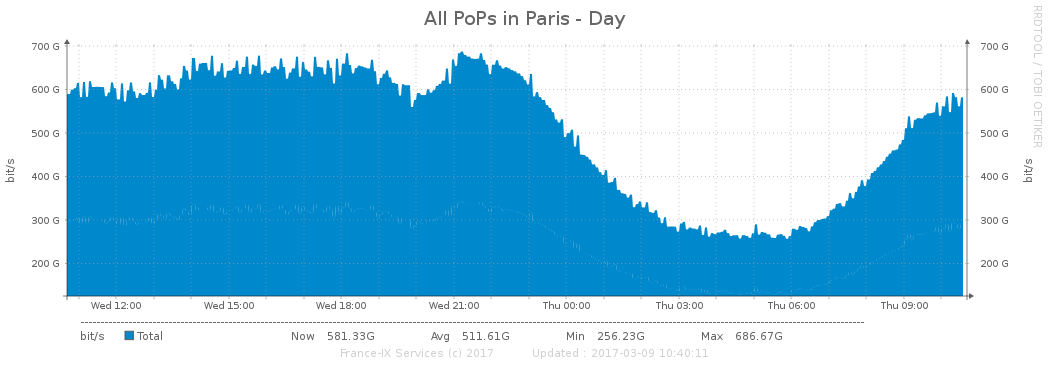 All PoPs in Paris - Day
RRDTOOL / TOBI OETIKER
700 G 700 G
600 G 600 G
500 G 500 G
400 G 400 G
300 G 300 G
200 G 200 G
bit/s bit/s
Wed 12:00 Wed 15:00 Wed 18:00 Wed 21:00 Thu 00:00 Thu 03:00 Thu 06:00 Thu 09:00
bit/s Total Now 581.33G Avg 511.61G Min 256.23G Max 686.67G
France-IX Services (c) 2017 Updated : 2017-03-09 10:40:11